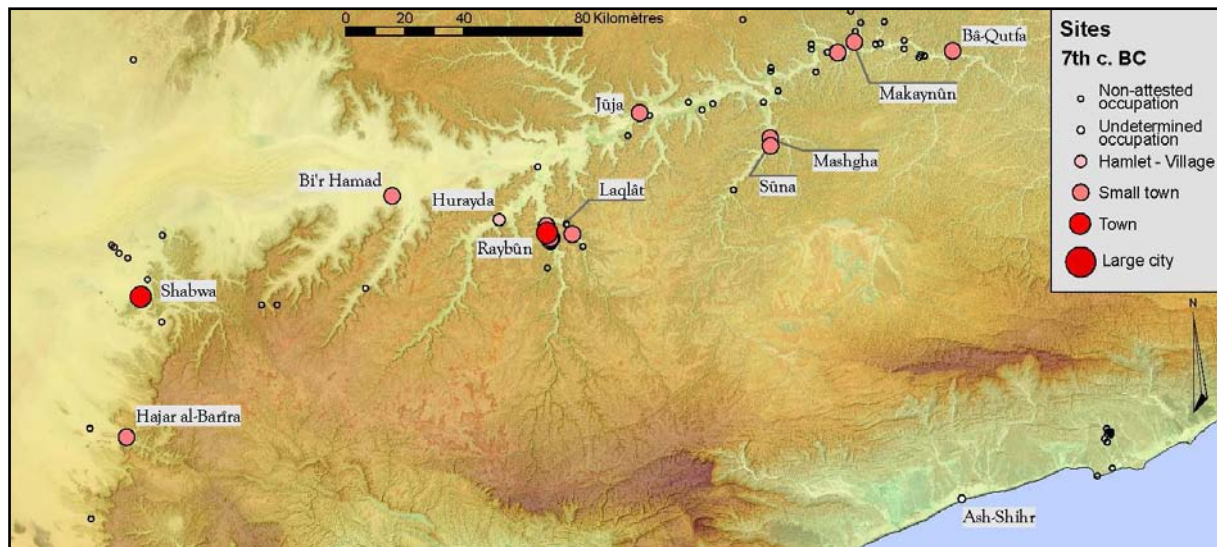 0 20 40 80 Kilomètres
Sites
7th c. BC
Non-attested
occupation
Undetermined
occupation
Hamlet - Village
Small town
Town
Large city
N
Bâ-Qutfa
Makaynûn
Jûja
Mashgha
Sûna
Bi'r Hamad
Hurayda
Laqlât
Raybûn
Shabwa
Hajar al-Barîra
Ash-Shihr